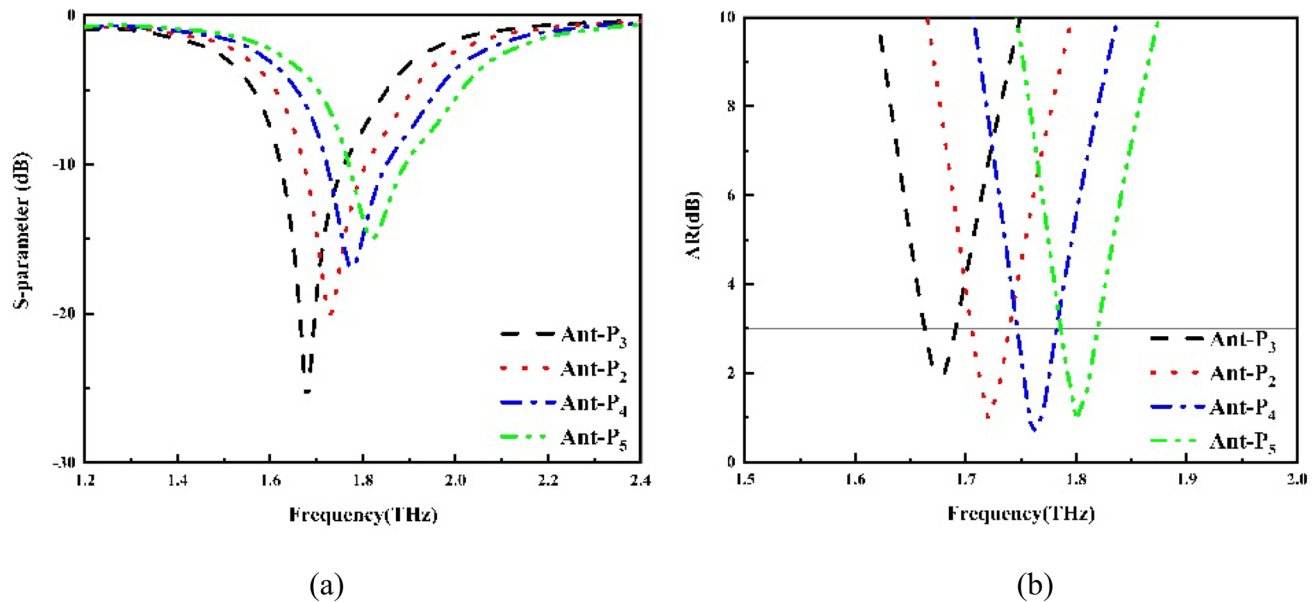 0
-10
-20
-30
S-parameter (dB)
Ant-P3
Ant-P2
Ant-P4
Ant-P5
1.2 1.4 1.6 1.8 2.0 2.2 2.4
Frequency(THz)
(a)
10
8
6
4
2
0
AR(dB)
Ant-P3
Ant-P2
Ant-P4
Ant-P5
1.5 1.6 1.7 1.8 1.9 2.0
Frequency(THz)
(b)